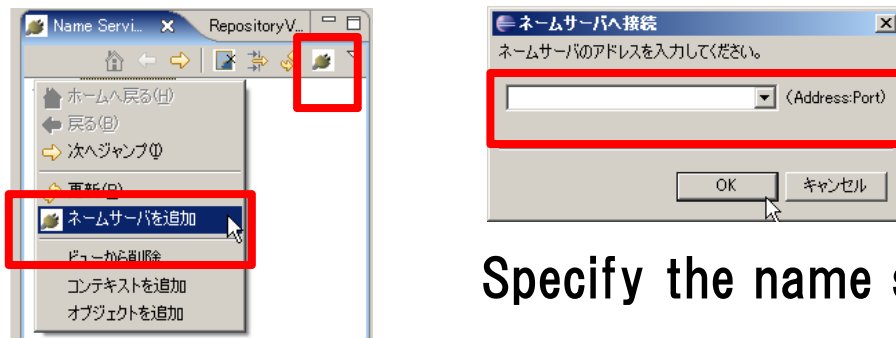 Name Servi...
RepositoryV...
ホームへ戻る(H)
戻る(B)
次へジャンプ(I)
更新(R)
ネームサーバを追加
ビューから削除
コンテキストを追加
オブジェクトを追加
ネームサーバへ接続
ネームサーバのアドレスを入力してください。
(Address:Port)
OK
キャンセル
Specify the name